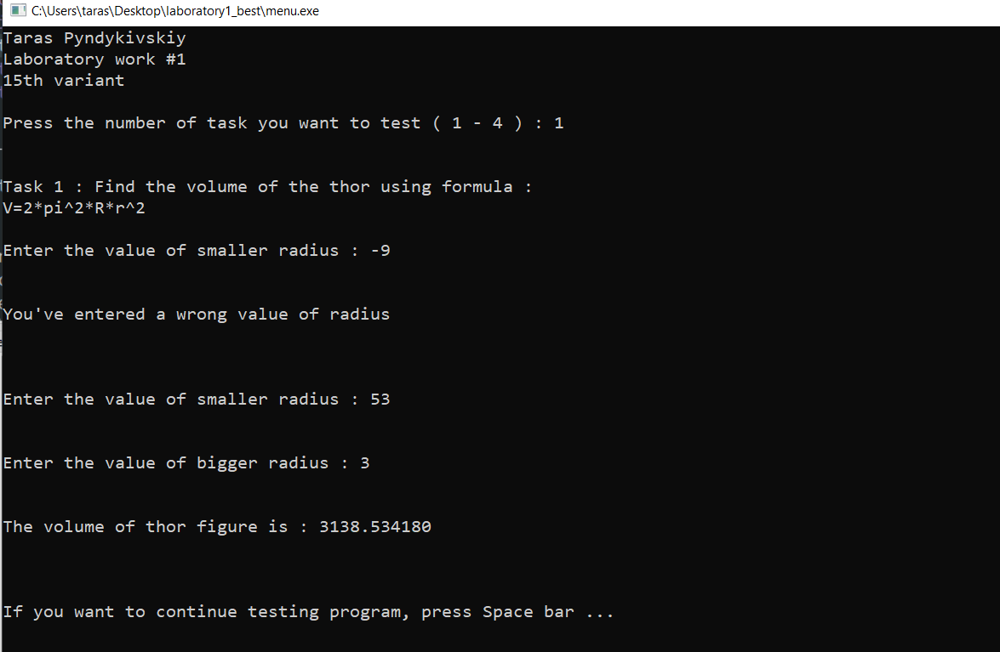 C:\Users\taras\Desktop\laboratory1_best\menu.exe
Taras Pyndykivskiy
Laboratory work #1
15th variant
Press the number of task you want to test ( 1 - 4 ) : 1
Task 1 : Find the volume of the thor using formula :
V=2*pi^2*R*r^2
Enter the value of smaller radius : -9
You've entered a wrong value of radius
Enter the value of smaller radius : 53
Enter the value of bigger radius : 3
The volume of thor figure is : 3138.534180
If you want to continue testing program, press Space bar ...